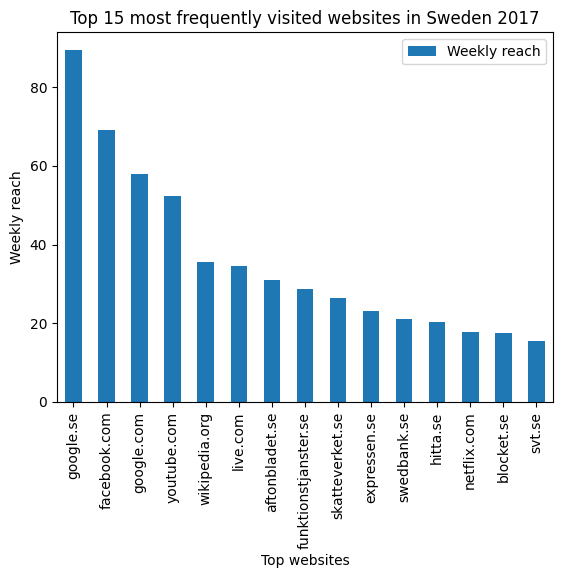 Top 15 most frequently visited websites in Sweden 2017
Weekly reach
Weekly reach
80
60
40
20
0
google.se
facebook.com
google.com
youtube.com
wikipedia.org
live.com
aftonbladet.se
funktionstjanster.se
skatteverket.se
expressen.se
swedbank.se
hitta.se
netflix.com
blocket.se
svt.se
Top websites